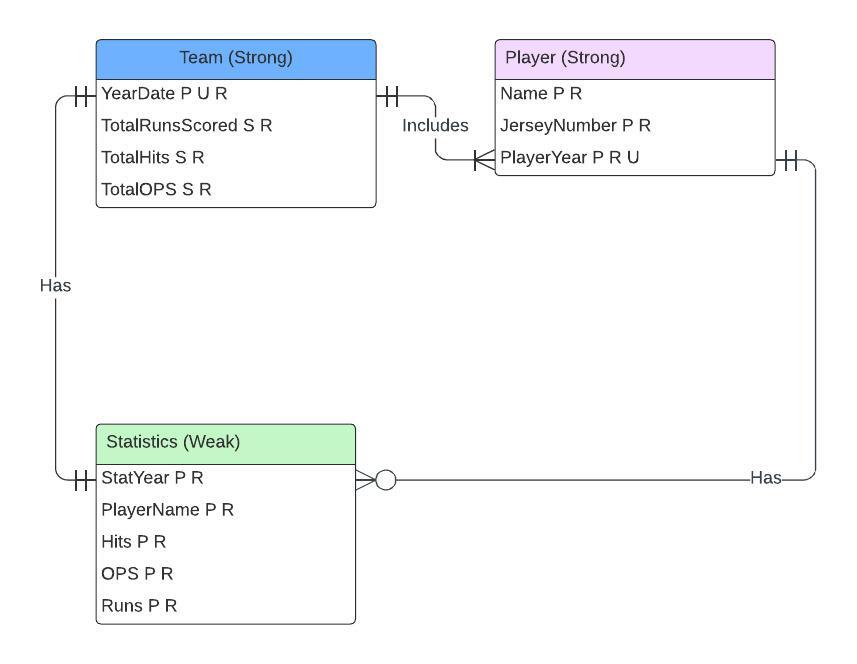 Team (Strong)
YearDate P U R
TotalRunsScored S R
TotalHits S R
TotalOPS S R
Includes
Player (Strong)
Name P R
JerseyNumber P R
PlayerYear P R U
Has
Statistics (Weak)
StatYear P R
PlayerName P R
Hits P R
OPS P R
Runs P R
Has